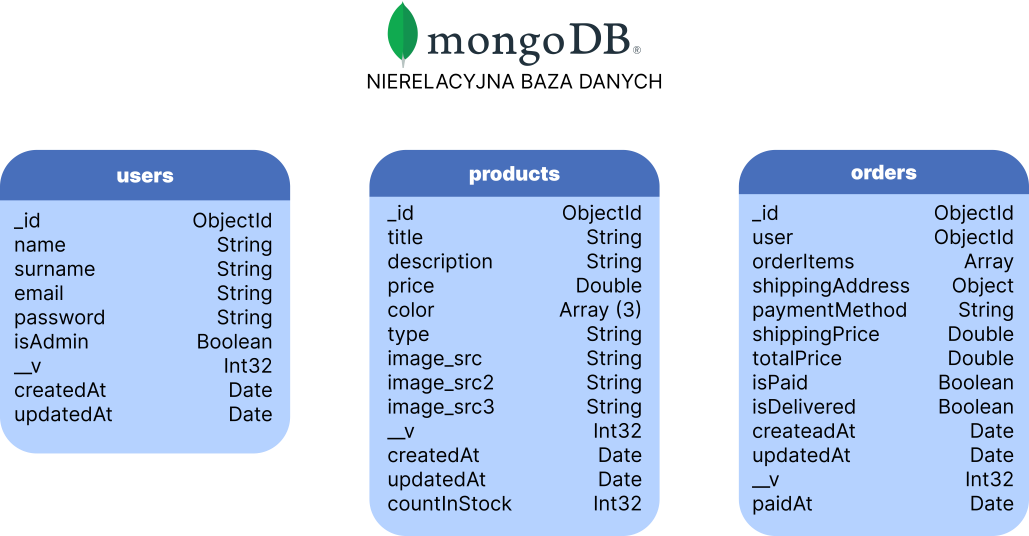 mongoDB®
NIERELACYJNA BAZA DANYCH
users
_id ObjectId
name String
surname String
email String
password String
isAdmin Boolean
__v Int32
createdAt Date
updatedAt Date
products
_id ObjectId
title String
description String
price Double
color Array (3)
type String
image_src String
image_src2 String
image_src3 String
__v Int32
createdAt Date
updatedAt Date
countInStock Int32
orders
_id ObjectId
user ObjectId
orderItems Array
shippingAddress Object
paymentMethod String
shippingPrice Double
totalPrice Double
isPaid Boolean
isDelivered Boolean
createadAt Date
updatedAt Date
__v Int32
paidAt Date